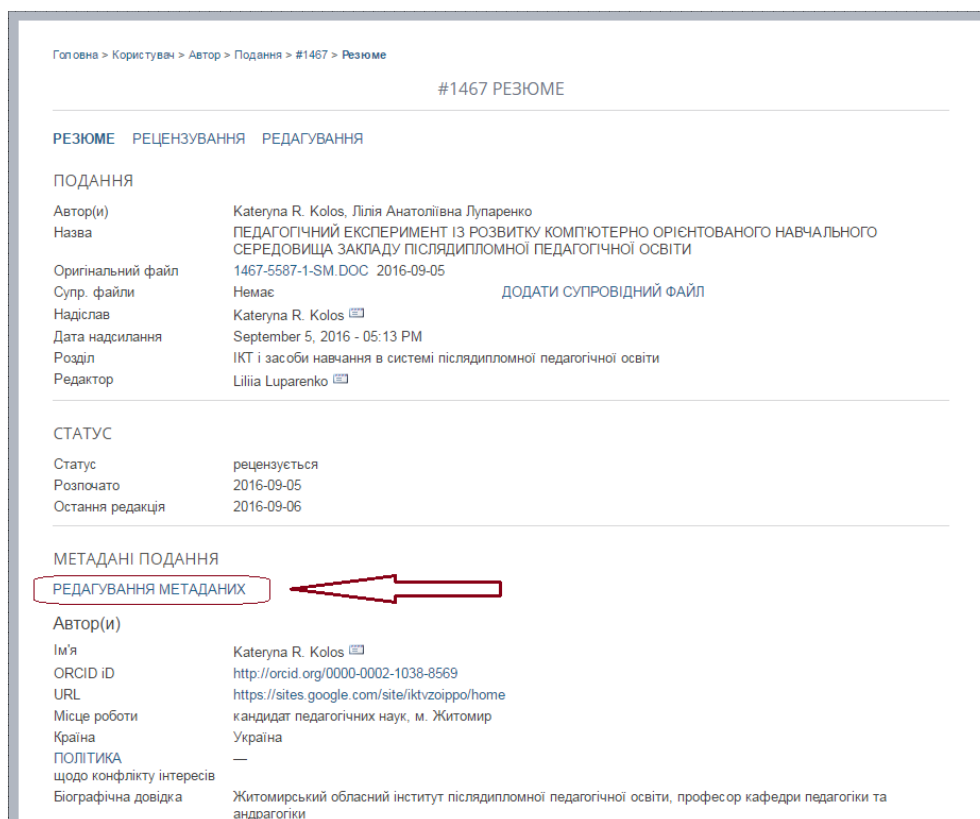 Головна > Користувач > Автор > Подання > #1467 > Резюме
#1467 РЕЗЮМЕ
РЕЗЮМЕ РЕЦЕНЗУВАННЯ РЕДАГУВАННЯ
ПОДАННЯ
Автор(и) Kateryna R. Kolos, Лілія Анатоліївна Лупаренко
Назва ПЕДАГОГІЧНИЙ ЕКСПЕРИМЕНТ ІЗ РОЗВИТКУ КОМП'ЮТЕРНО ОРІЄНТОВАНОГО НАВЧАЛЬНОГО
СЕРЕДОВИЩА ЗАКЛАДУ ПІСЛЯДИПЛОМНОЇ ПЕДАГОГІЧНОЇ ОСВІТИ
Оригінальний файл 1467-5587-1-SM.DOC 2016-09-05
Супр. файли Немає ДОДАТИ СУПРОВІДНИЙ ФАЙЛ
Надіслав Kateryna R. Kolos
Дата надсилання September 5, 2016 - 05:13 PM
Розділ ІКТ і засоби навчання в системі післядипломної педагогічної освіти
Редактор Liliia Luparenko
СТАТУС
Статус рецензується
Розпочато 2016-09-05
Остання редакція 2016-09-06
МЕТАДАНІ ПОДАННЯ
РЕДАГУВАННЯ МЕТАДАНИХ
Автор(и)
Ім'я Kateryna R. Kolos
ORCID iD http://orcid.org/0000-0002-1038-8569
URL https://sites.google.com/site/iktvzoippo/home
Місце роботи кандидат педагогічних наук, м. Житомир
Країна Україна
ПОЛІТИКА —
щодо конфлікту інтересів
Біографічна довідка Житомирський обласний інститут післядипломної педагогічної освіти, професор кафедри педагогіки та
андрагогіки